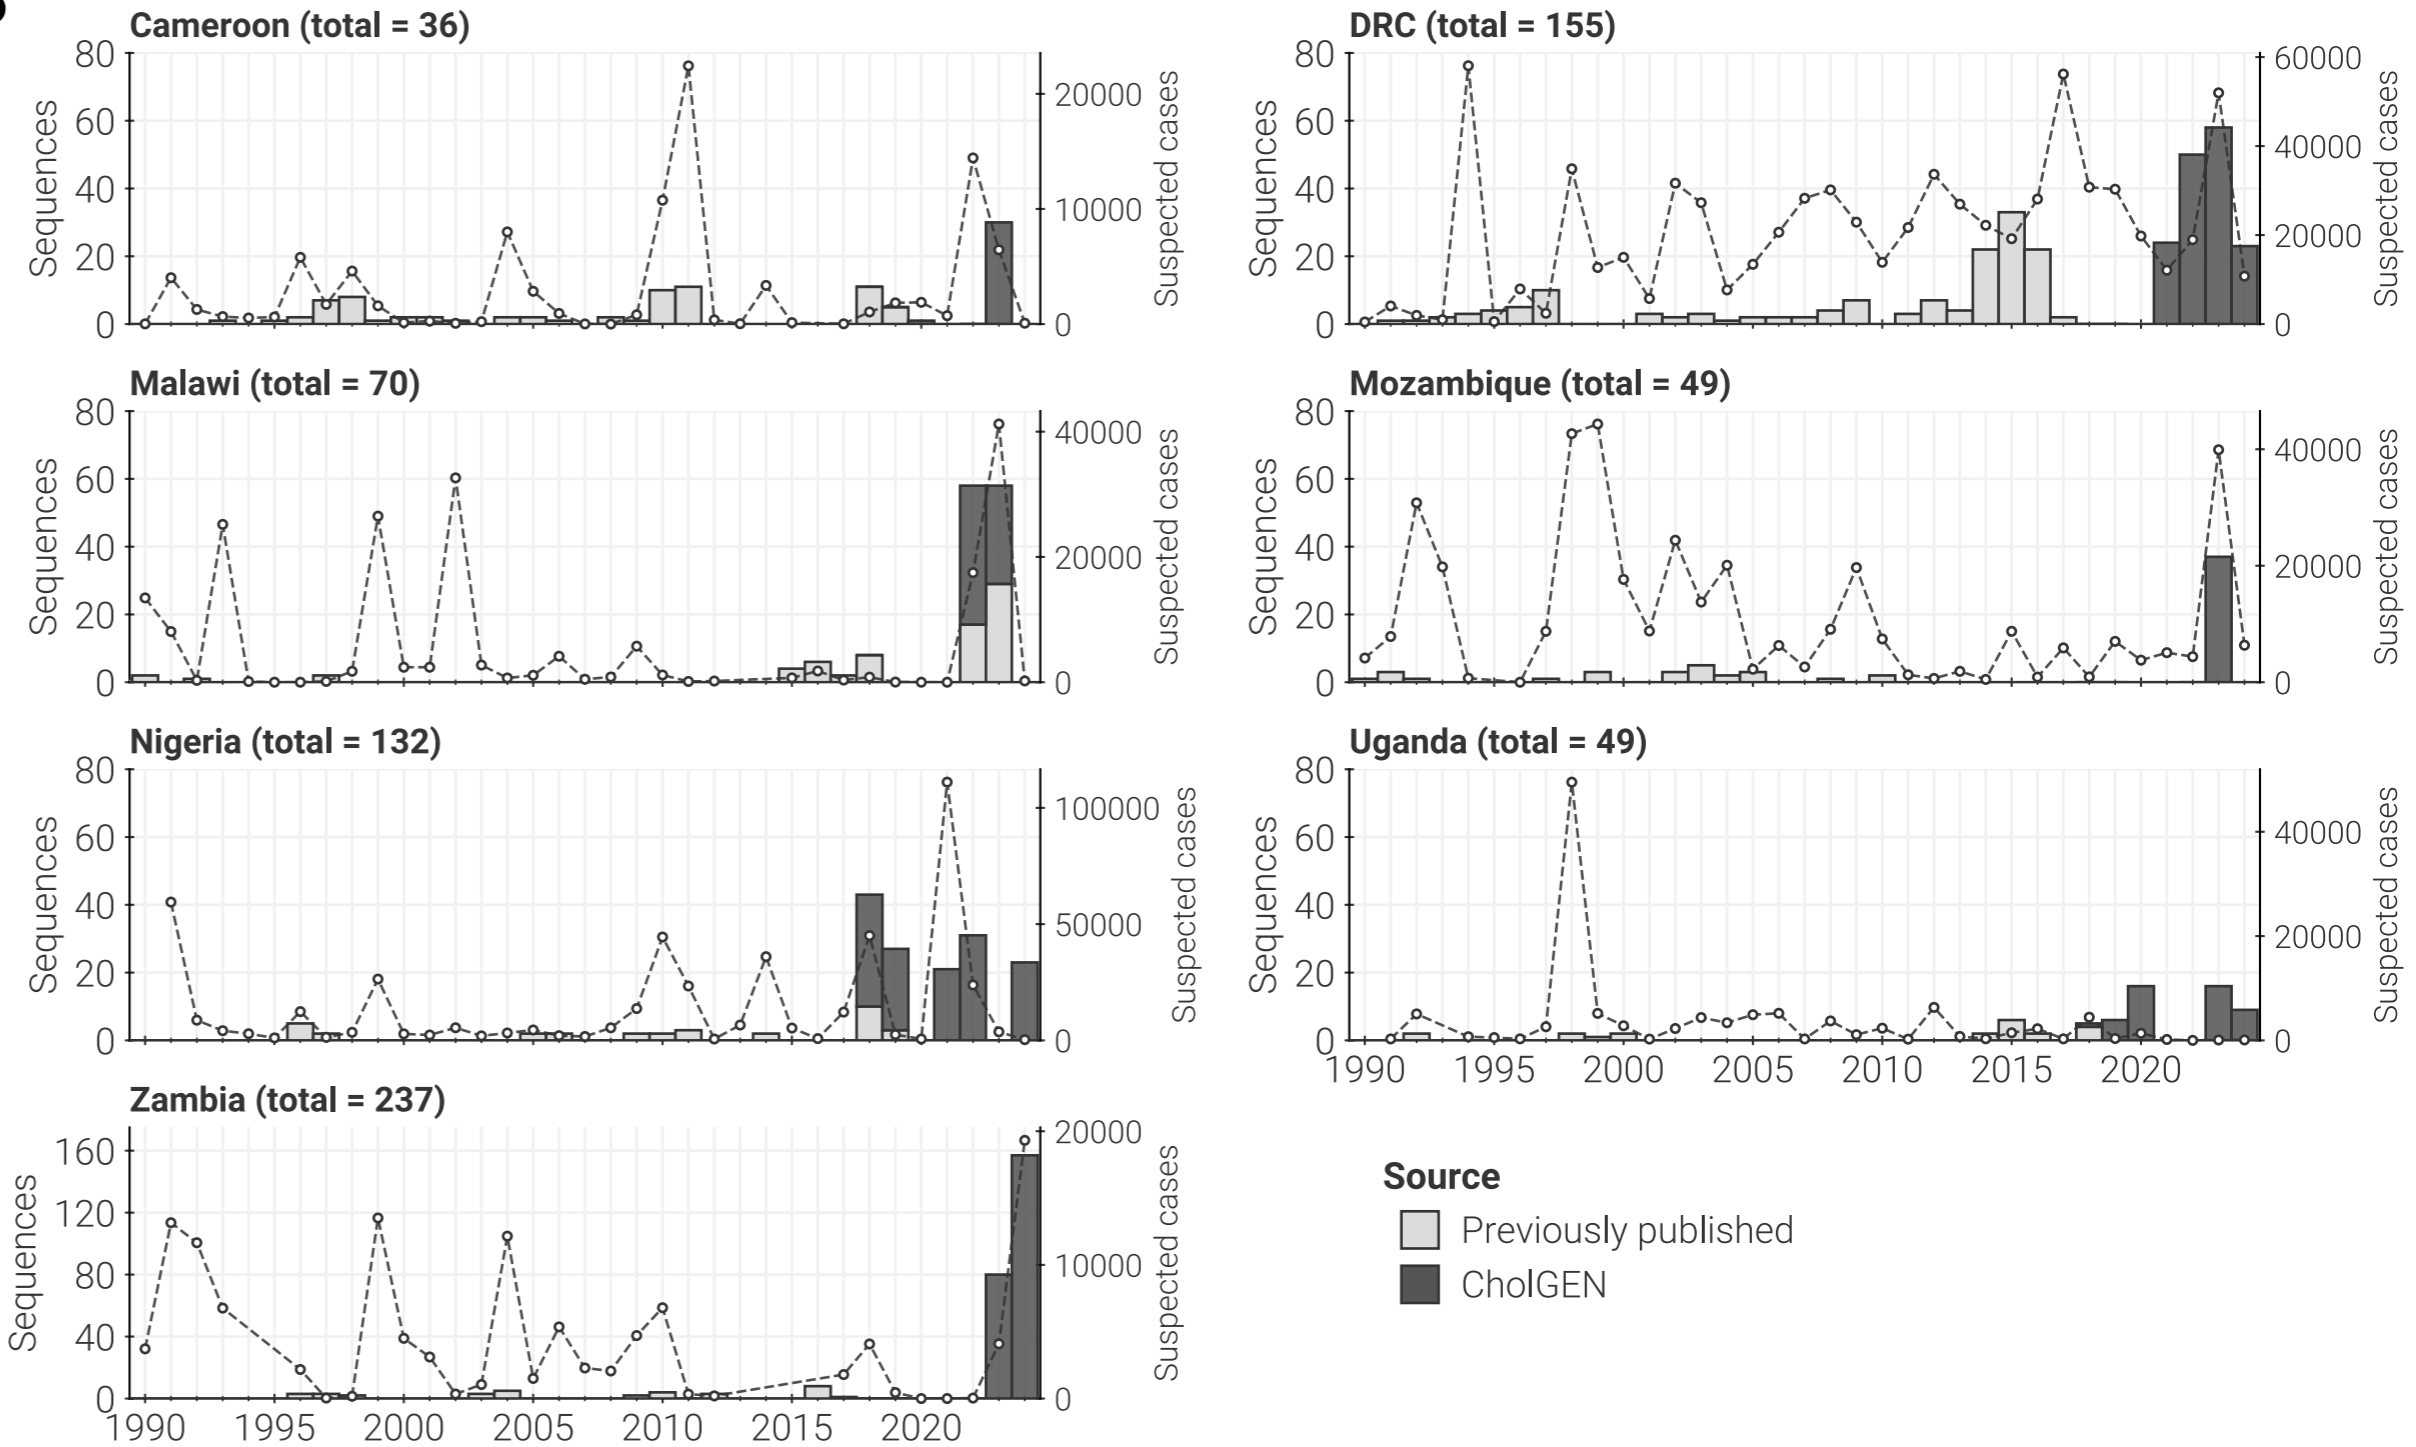 Cameroon (total = 36)
80
60
40
20
0
Sequences
20000
10000
0
Suspected cases
DRC (total = 155)
80
60
40
20
0
Sequences
60000
40000
20000
0
Suspected cases
Malawi (total = 70)
80
60
40
20
0
Sequences
40000
20000
0
Suspected cases
Mozambique (total = 49)
80
60
40
20
0
Sequences
40000
20000
0
Suspected cases
Nigeria (total = 132)
80
60
40
20
0
Sequences
100000
50000
0
Suspected cases
Uganda (total = 49)
80
60
40
20
0
Sequences
40000
20000
0
Suspected cases
1990 1995 2000 2005 2010 2015 2020
Zambia (total = 237)
160
120
80
40
0
Sequences
20000
10000
0
Suspected cases
1990 1995 2000 2005 2010 2015 2020
Source
Previously published
CholGEN